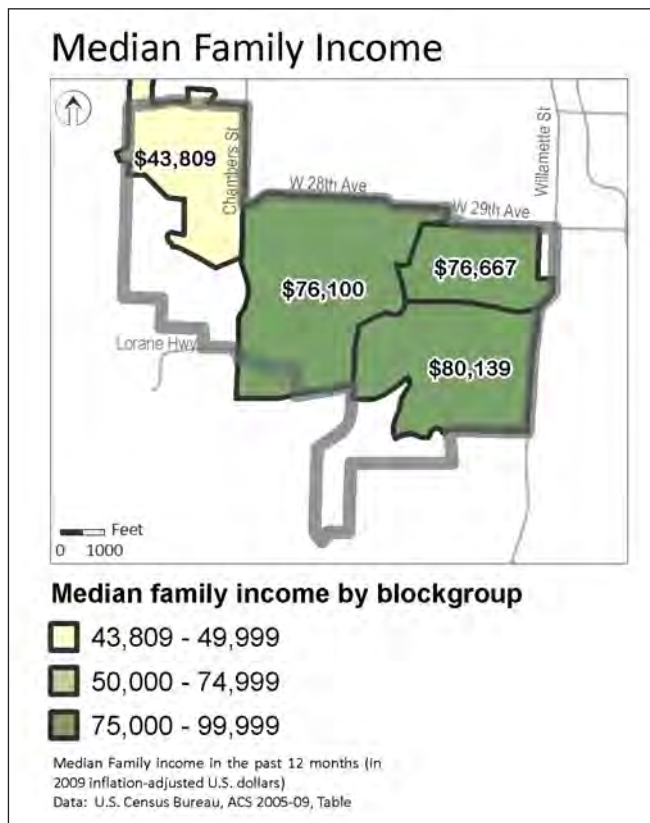 Median Family Income
$43,809
Chambers St
W 28th Ave
W 29th Ave
Willamette St
$76,100
$76,667
Lorane Hwy
$80,139
Feet
0 1000
Median family income by blockgroup
43,809 - 49,999
50,000 - 74,999
75,000 - 99,999
Median Family income in the past 12 months (in
2009 inflation-adjusted U.S. dollars)
Data: U.S. Census Bureau, ACS 2005-09, Table